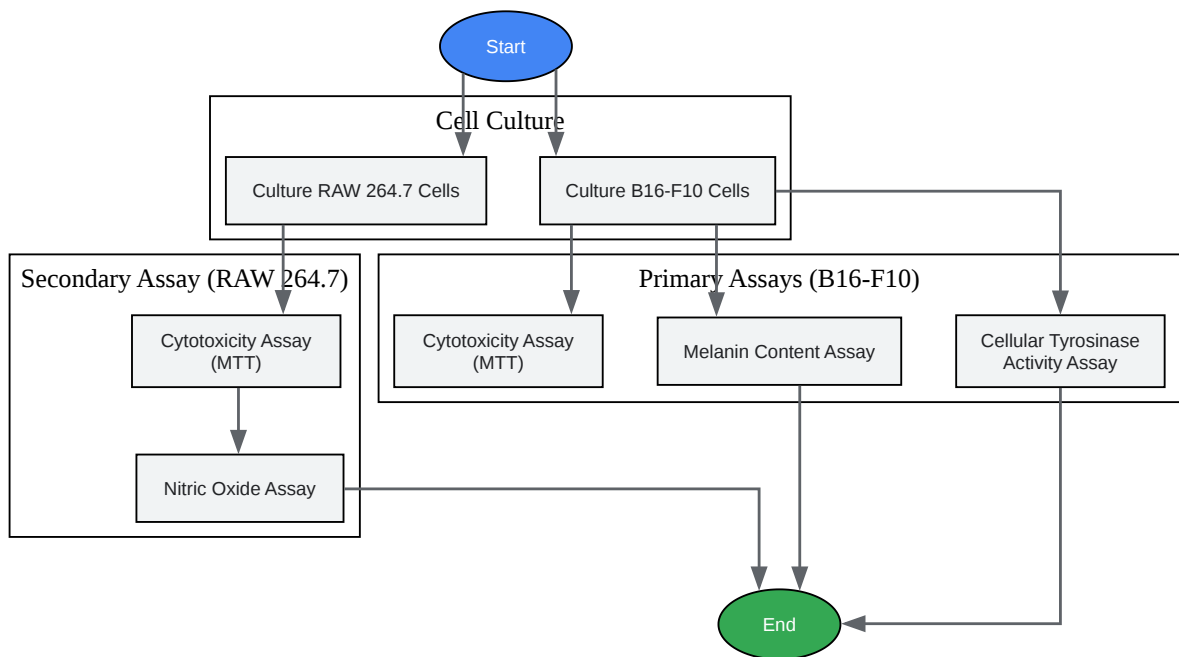 Start
Cell Culture
Culture RAW 264.7 Cells
Culture B16-F10 Cells
Secondary Assay (RAW 264.7)
Primary Assays (B16-F10)
Cytotoxicity Assay
(MTT)
Cytotoxicity Assay
(MTT)
Melanin Content Assay
Cellular Tyrosinase
Activity Assay
Nitric Oxide Assay
End